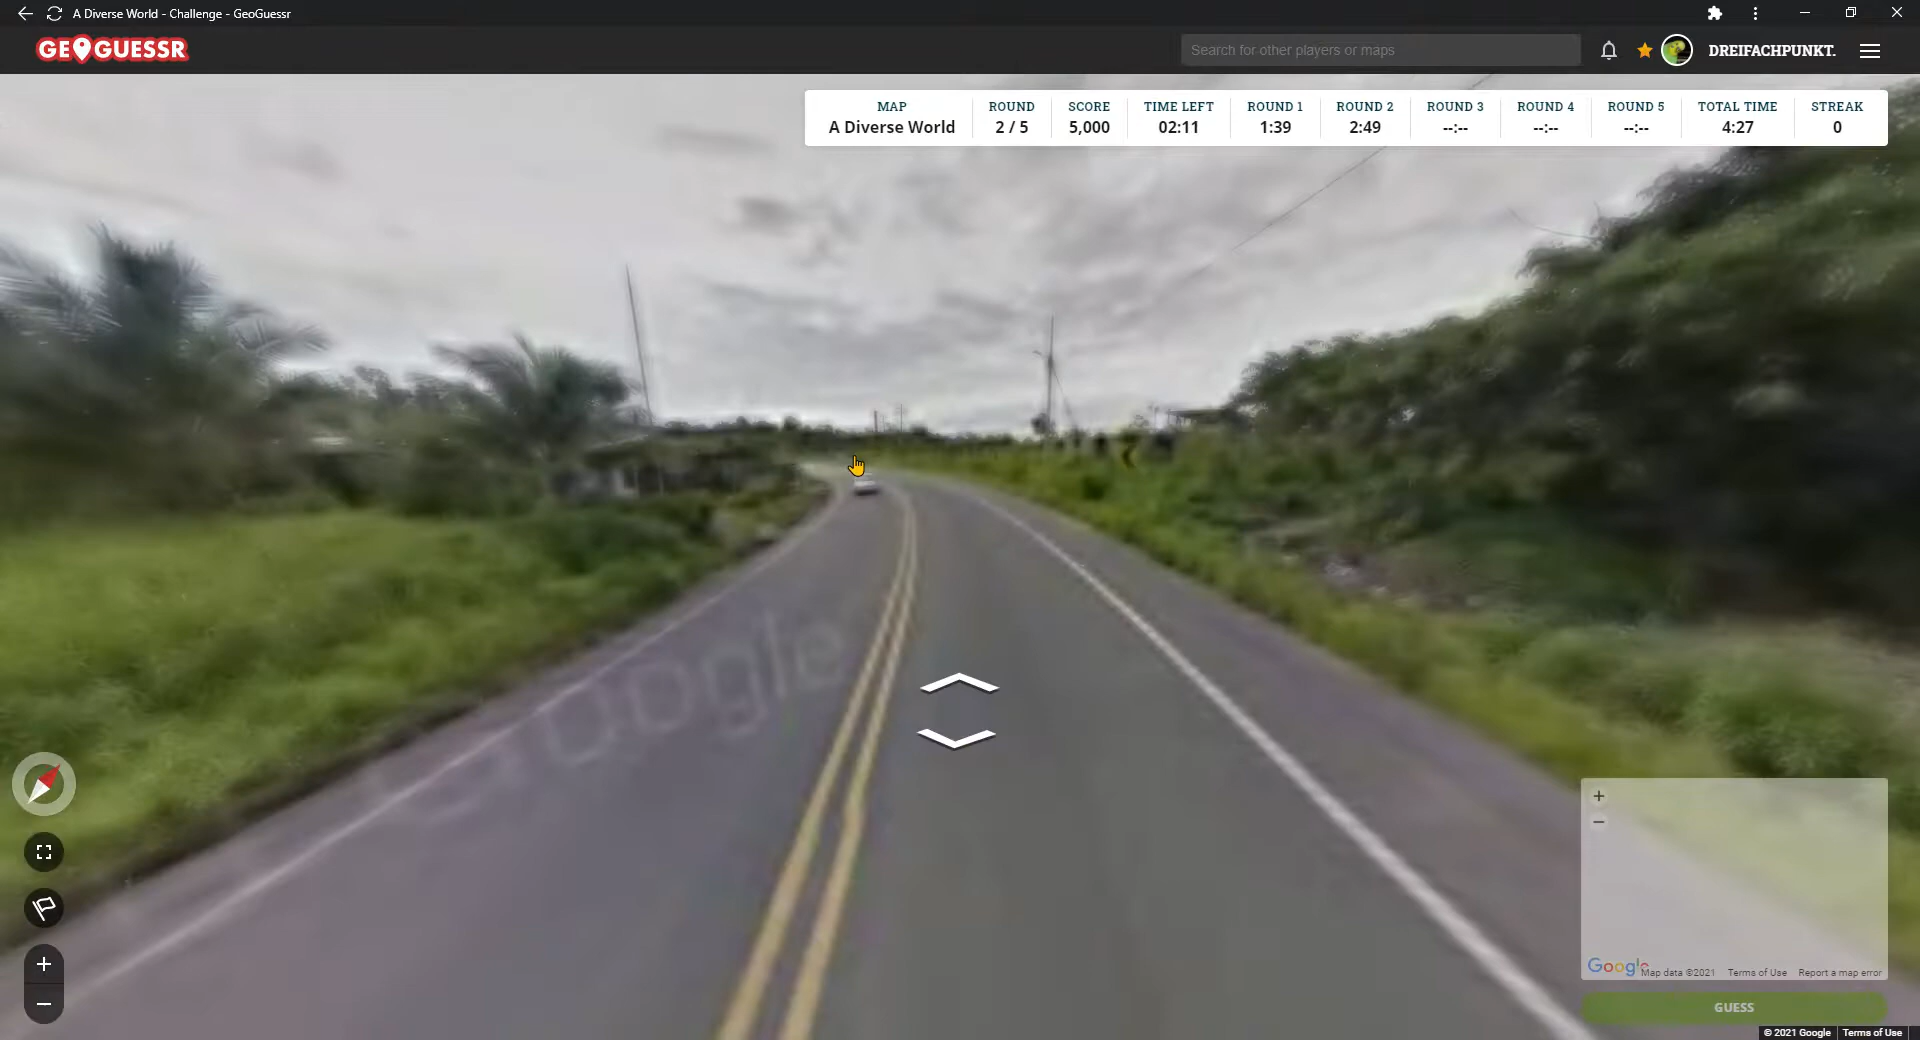 A Diverse World - Challenge - GeoGuessr
GEOGUESSR
Search for other players or maps
DREIFACHPUNKT.
MAP ROUND SCORE TIME LEFT ROUND 1 ROUND 2 ROUND 3 ROUND 4 ROUND 5 TOTAL TIME STREAK
A Diverse World 2 / 5 5,000 02:11 1:39 2:49 --:-- --:-- --:-- 4:27 0
Google
+
−
Google Map data ©2021 Terms of Use Report a map error
+
−
GUESS
© 2021 Google Terms of Use